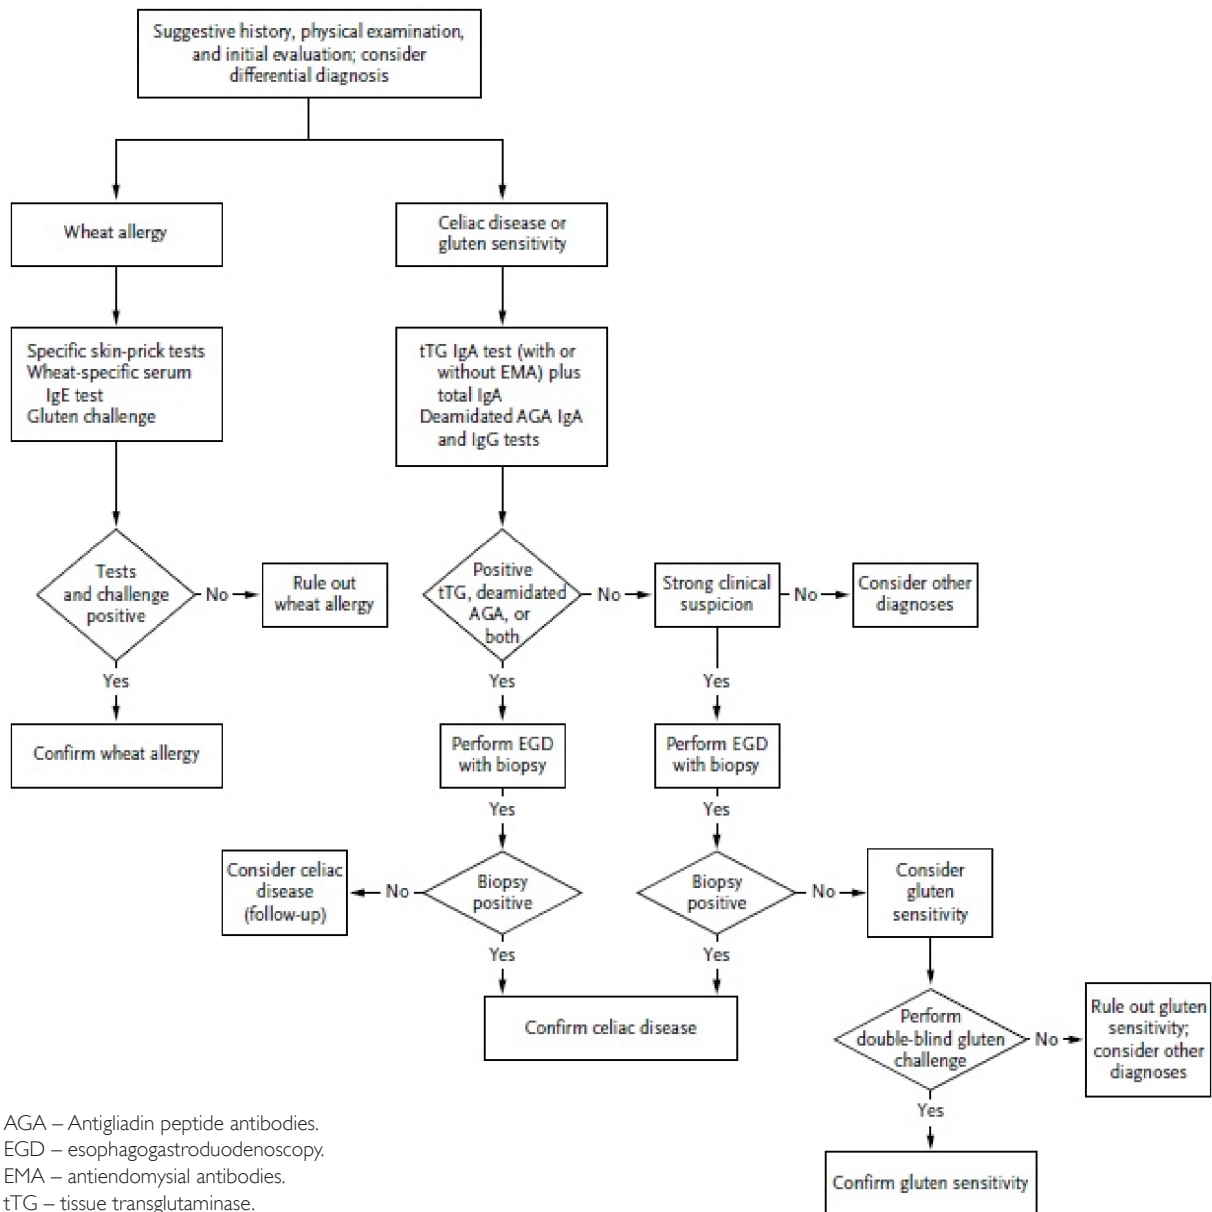 Suggestive history, physical examination,
and initial evaluation; consider
differential diagnosis
Wheat allergy
Celiac disease or
gluten sensitivity
Specific skin-prick tests
Wheat-specific serum
IgE test
Gluten challenge
tTG IgA test (with or
without EMA) plus
total IgA
Deamidated AGA IgA
and IgG tests
Tests
and challenge
positive
No
Rule out
wheat allergy
Positive
tTG, deamidated
AGA, or
both
No
Strong clinical
suspicion
No
Consider other
diagnoses
Yes
Yes
Yes
Confirm wheat allergy
Perform EGD
with biopsy
Perform EGD
with biopsy
Yes
Yes
Consider celiac
disease
(follow-up)
No
Biopsy
positive
Biopsy
positive
No
Consider
gluten
sensitivity
Yes
Yes
Confirm celiac disease
Perform
double-blind gluten
challenge
No
Rule out gluten
sensitivity;
consider other
diagnoses
Yes
Confirm gluten sensitivity
AGA – Antigliadin peptide antibodies.
EGD – esophagogastroduodenoscopy.
EMA – antiendomysial antibodies.
tTG – tissue transglutaminase.